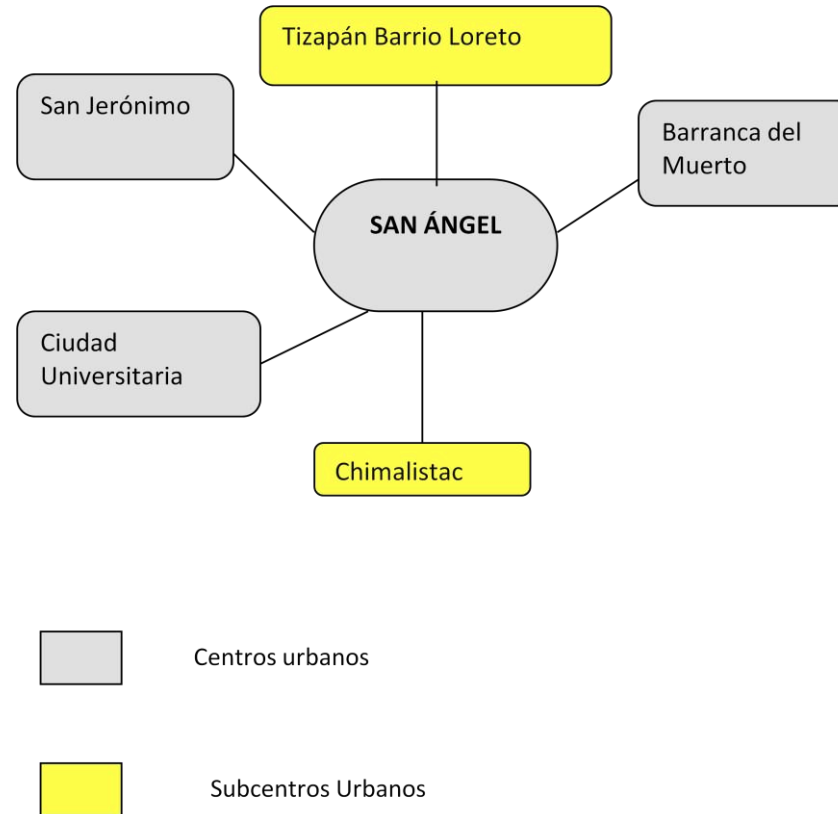 Tizapán Barrio Loreto
San Jerónimo
Barranca del
Muerto
SAN ÁNGEL
Ciudad
Universitaria
Chimalistac
Centros urbanos
Subcentros Urbanos